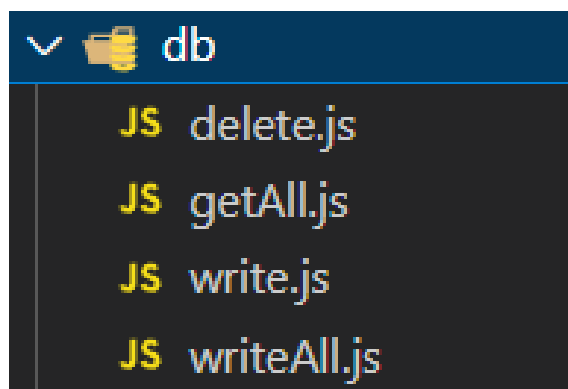 db
JS delete.js
JS getAll.js
JS write.js
JS writeAll.js